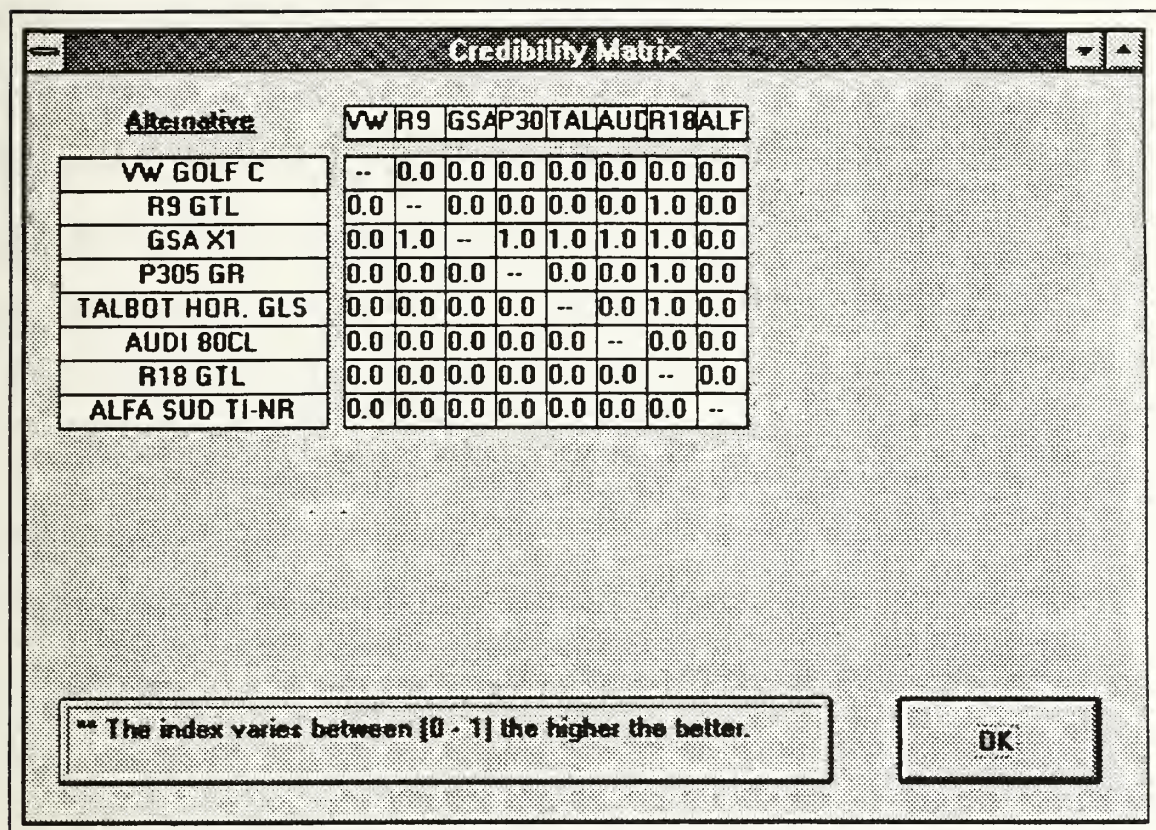 Credibility Matrix
Alternative VW R9 GSA P30 TAL AUD R18 ALF
VW GOLF C -- 0.0 0.0 0.0 0.0 0.0 0.0 0.0
R9 GTL 0.0 -- 0.0 0.0 0.0 0.0 1.0 0.0
GSA X1 0.0 1.0 -- 1.0 1.0 1.0 1.0 0.0
P305 GR 0.0 0.0 0.0 -- 0.0 0.0 1.0 0.0
TALBOT HOR. GLS 0.0 0.0 0.0 0.0 -- 0.0 1.0 0.0
AUDI 80CL 0.0 0.0 0.0 0.0 0.0 -- 0.0 0.0
R18 GTL 0.0 0.0 0.0 0.0 0.0 0.0 -- 0.0
ALFA SUD TI-NR 0.0 0.0 0.0 0.0 0.0 0.0 0.0 --
** The index varies between [0 - 1] the higher the better.
OK